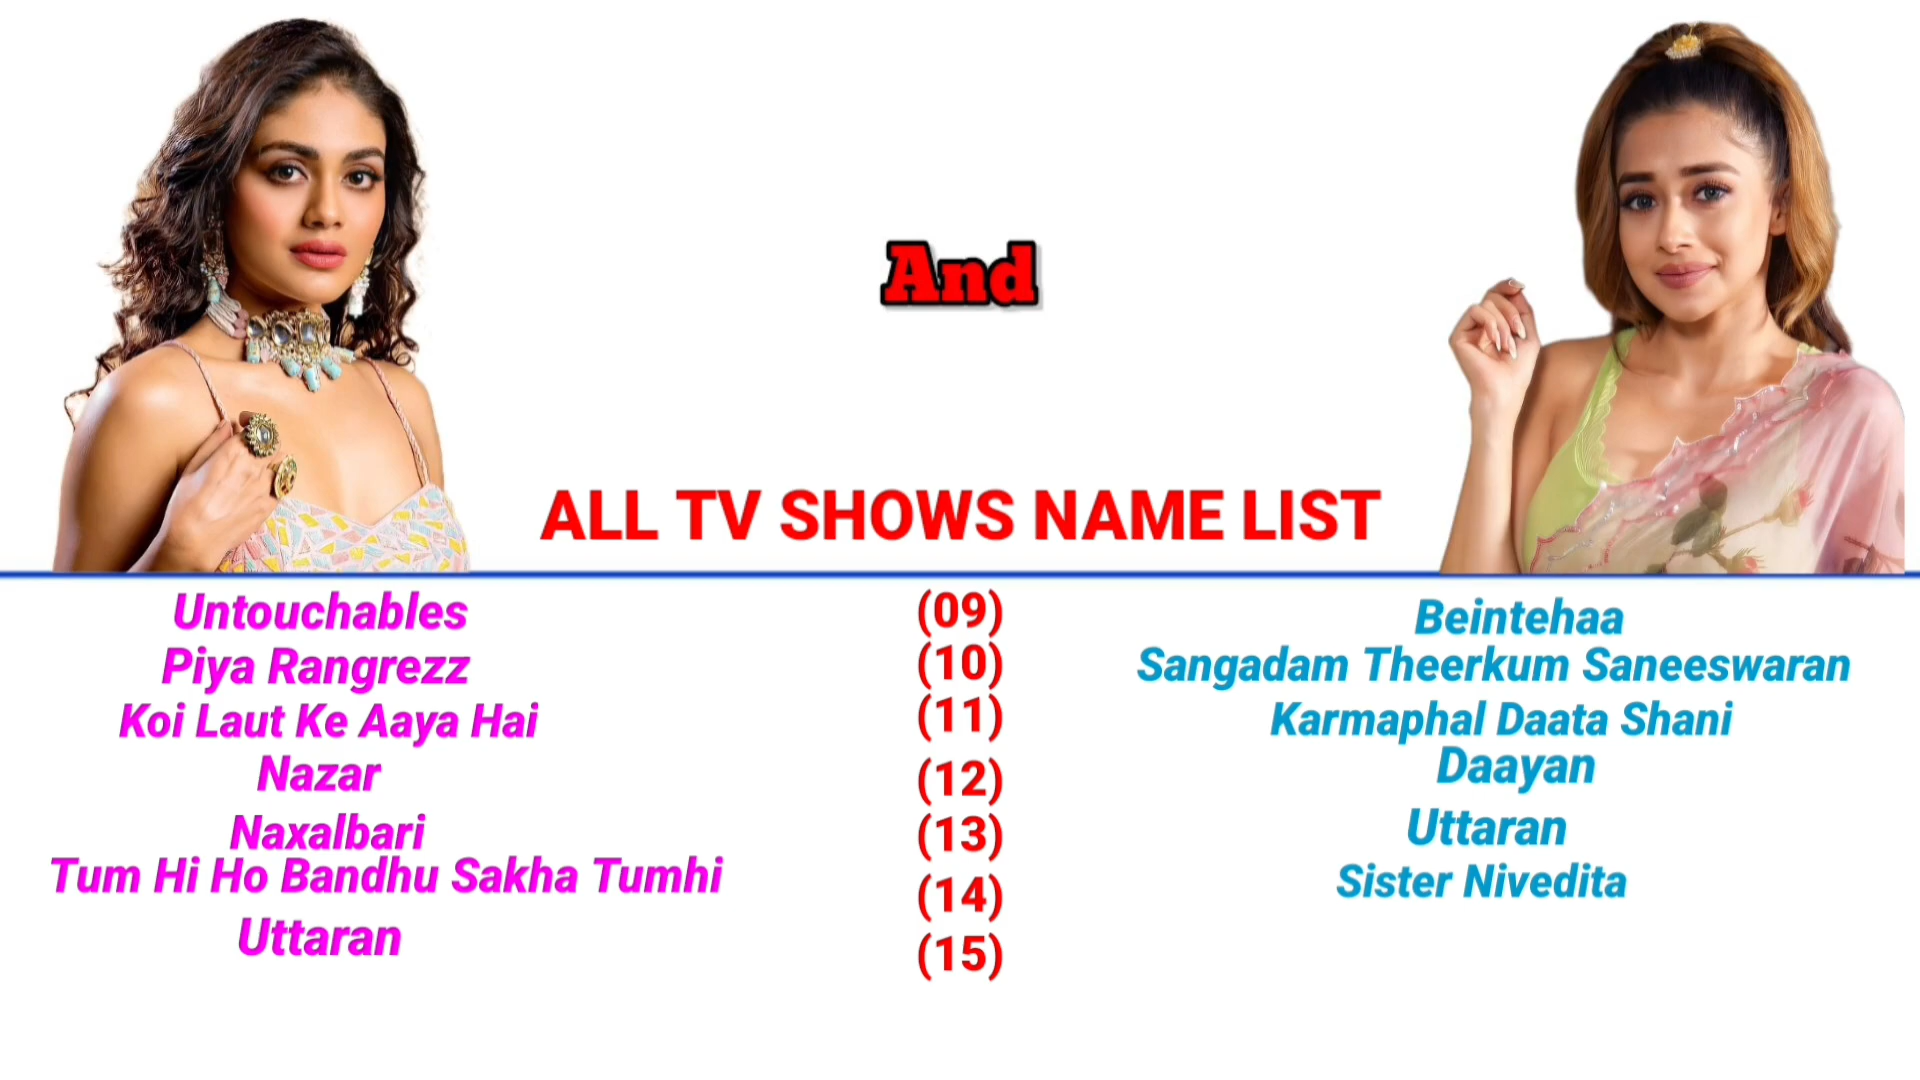 And
ALL TV SHOWS NAME LIST
Untouchables (09) Beintehaa
Piya Rangrezz (10) Sangadam Theerkum Saneeswaran
Koi Laut Ke Aaya Hai (11) Karmaphal Daata Shani
Nazar (12) Daayan
Naxalbari (13) Uttaran
Tum Hi Ho Bandhu Sakha Tumhi (14) Sister Nivedita
Uttaran (15)